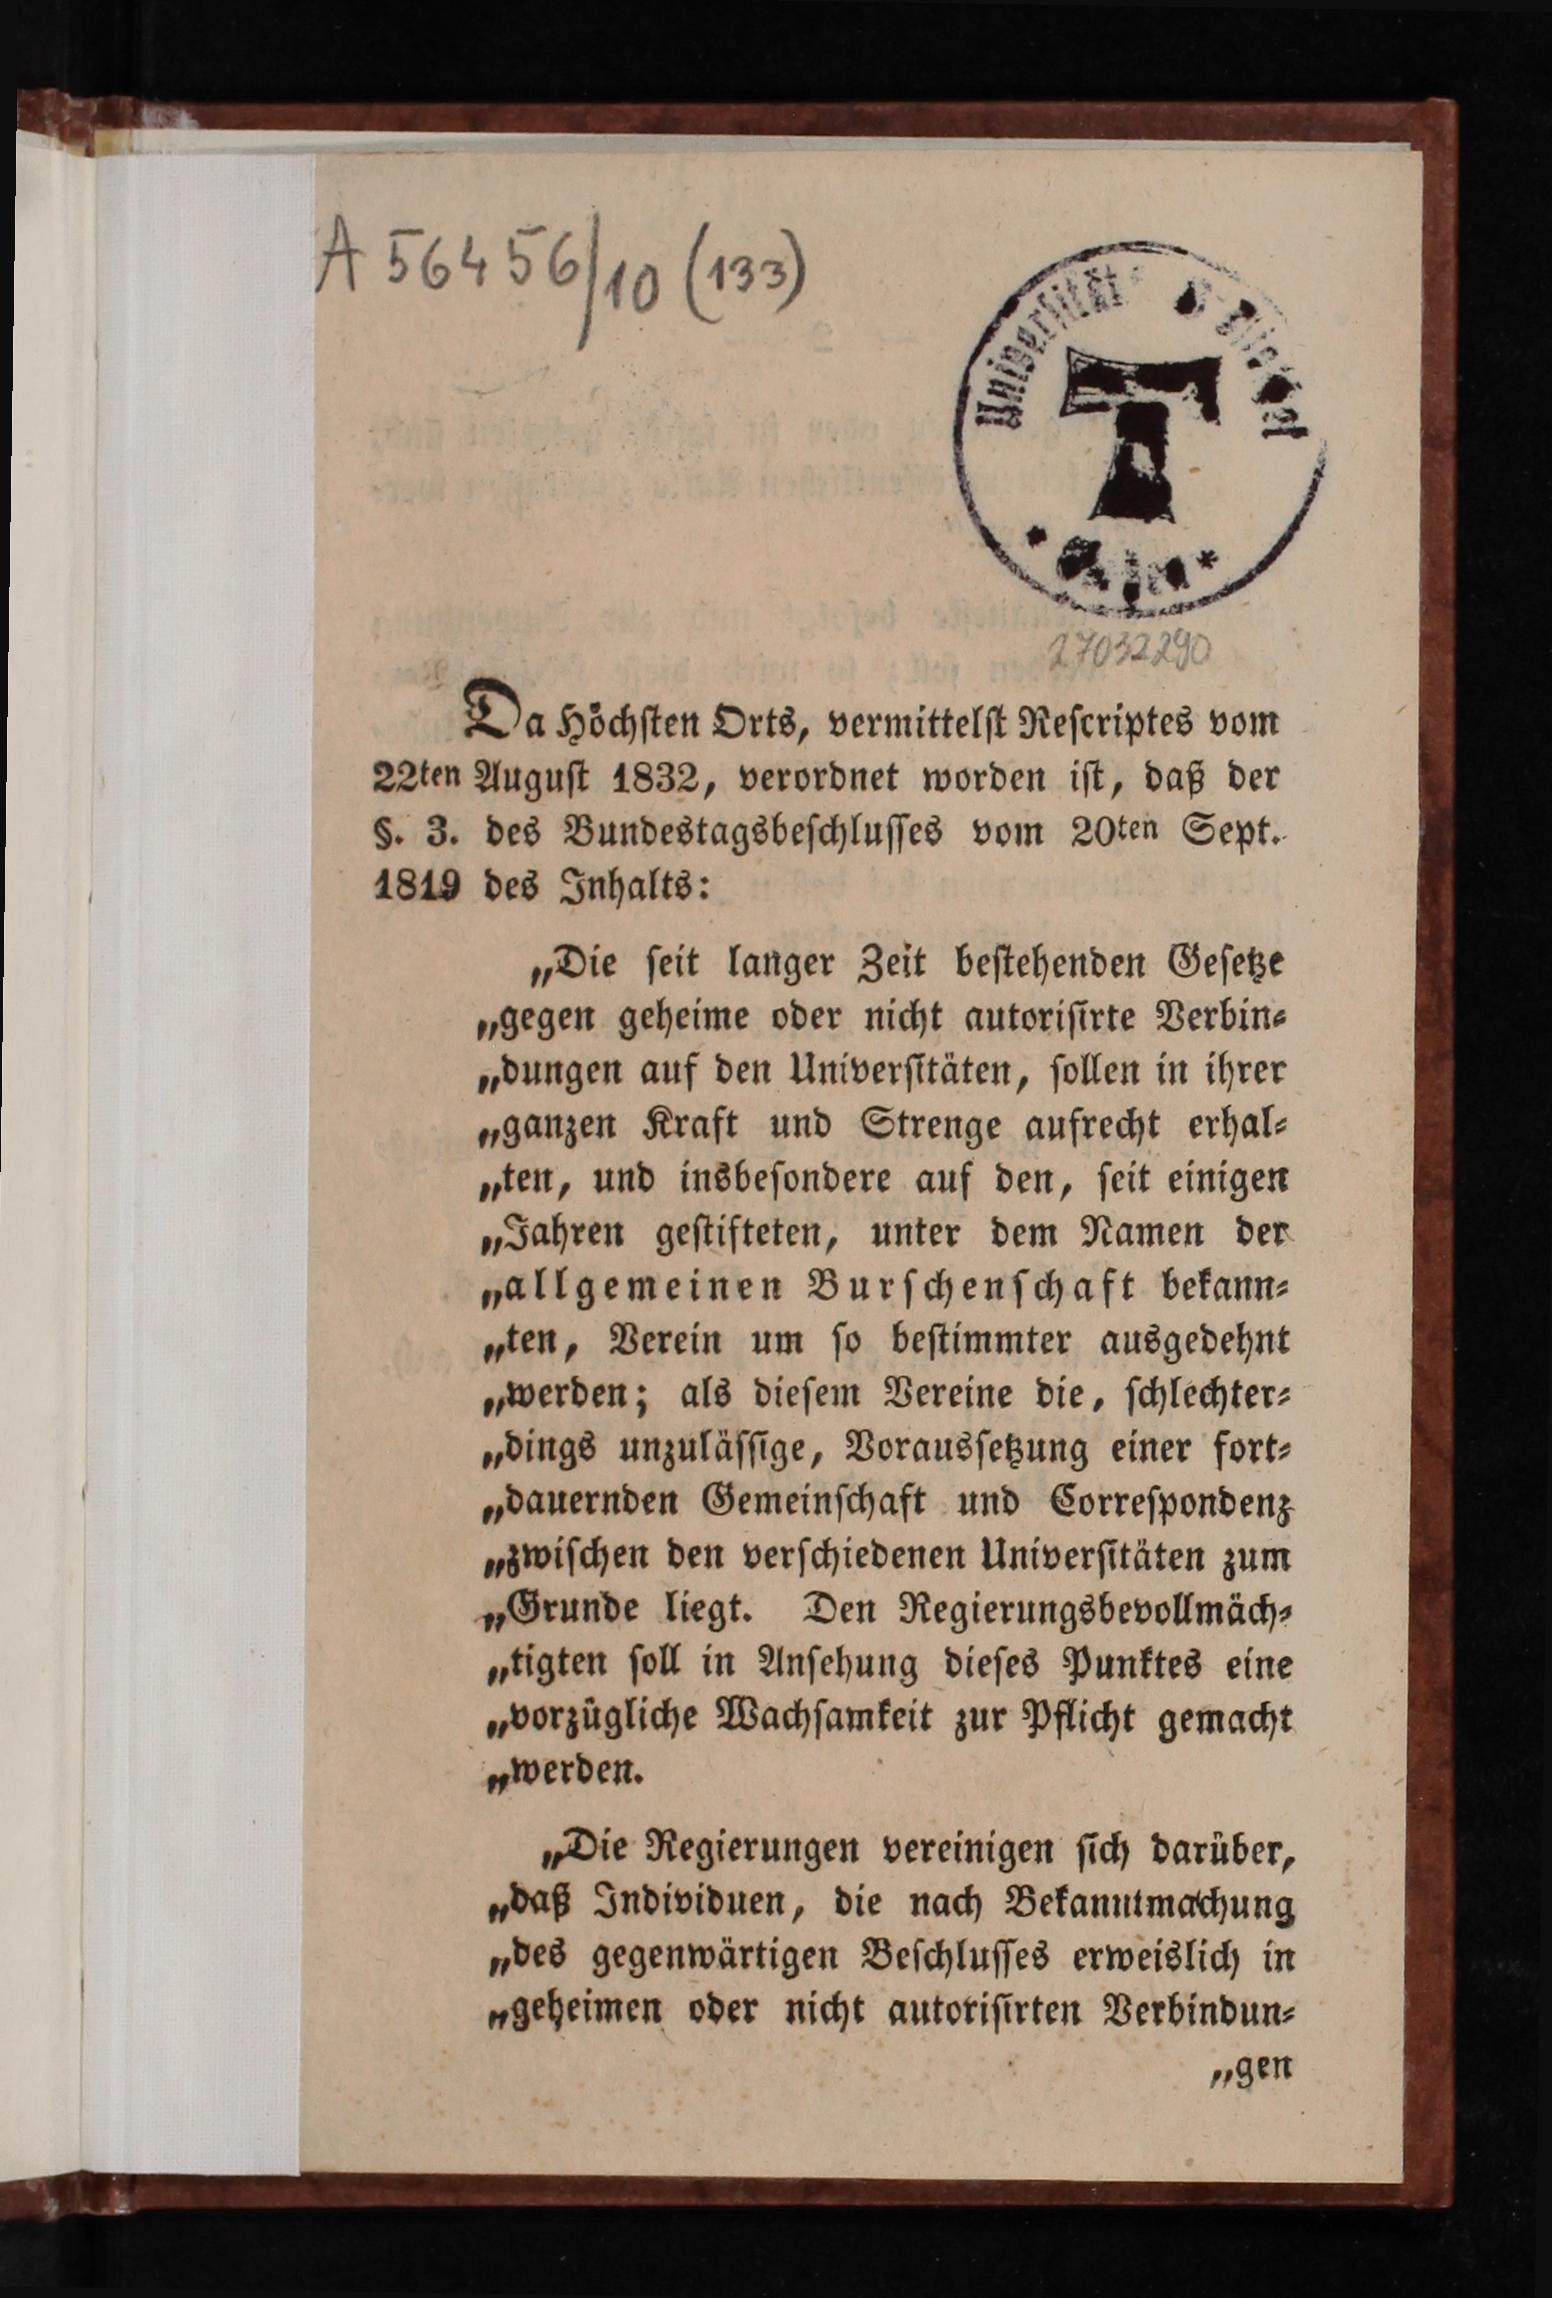 A 56456/10 (133)
Universitäts
27032290
Da Höchsten Orts, vermittelst Rescriptes vom
22ten August 1832, verordnet worden ist, daß der
§. 3. des Bundestagsbeschlusses vom 20ten Sept.
1819 des Inhalts:
„Die seit langer Zeit bestehenden Gesetze
„gegen geheime oder nicht autorisirte Verbin-
„dungen auf den Universitäten, sollen in ihrer
„ganzen Kraft und Strenge aufrecht erhal-
„ten, und insbesondere auf den, seit einigen
„Jahren gestifteten, unter dem Namen der
„allgemeinen Burschenschaft bekann-
„ten, Verein um so bestimmter ausgedehnt
„werden; als diesem Vereine die, schlechter-
„dings unzulässige, Voraussetzung einer fort-
„dauernden Gemeinschaft und Correspondenz
„zwischen den verschiedenen Universitäten zum
„Grunde liegt. Den Regierungsbevollmäch-
„tigten soll in Ansehung dieses Punktes eine
„vorzügliche Wachsamkeit zur Pflicht gemacht
„werden.
„Die Regierungen vereinigen sich darüber,
„daß Individuen, die nach Bekanntmachung
„des gegenwärtigen Beschlusses erweislich in
„geheimen oder nicht autorisirten Verbindun-
„gen